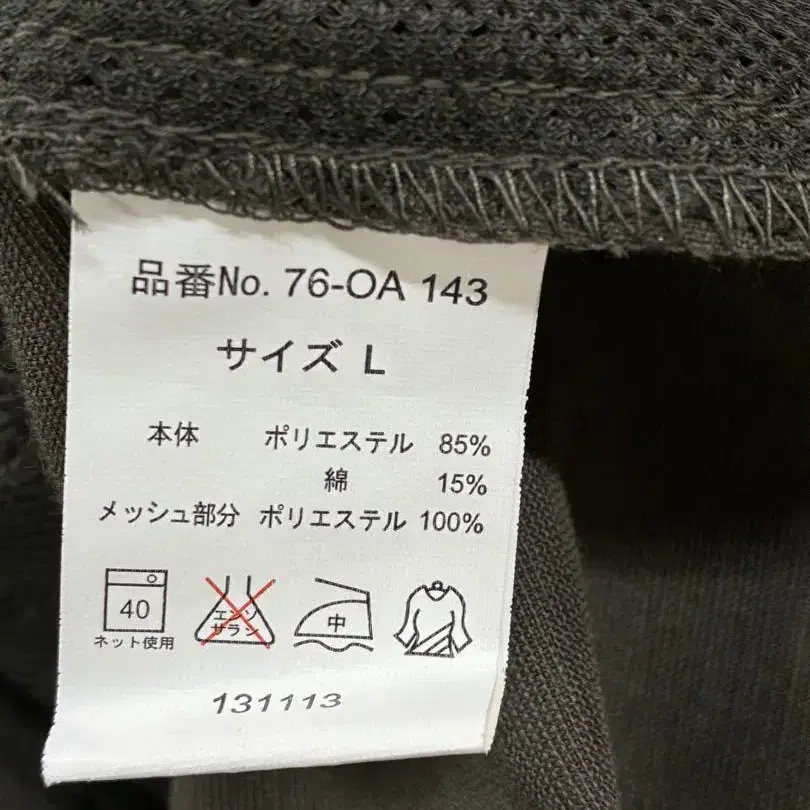 品番No. 76-OA 143
サイズ L
本体 ポリエステル 85%
綿 15%
メッシュ部分 ポリエステル 100%
40
ネット使用
エンソ
サラシ
中
131113